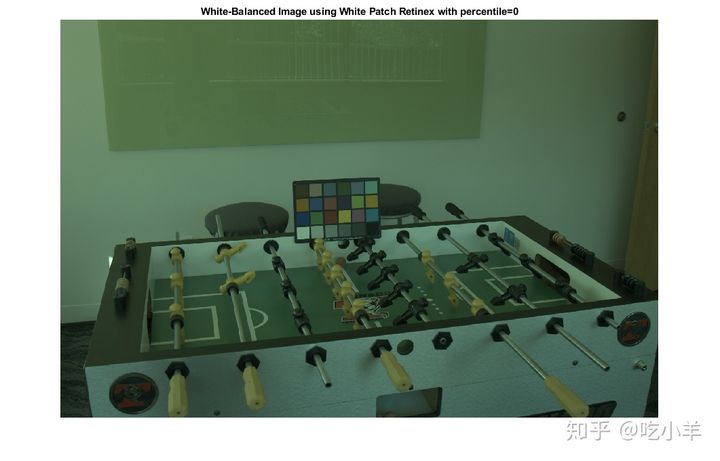 White-Balanced Image using White Patch Retinex with percentile=0
知乎 @吃小羊